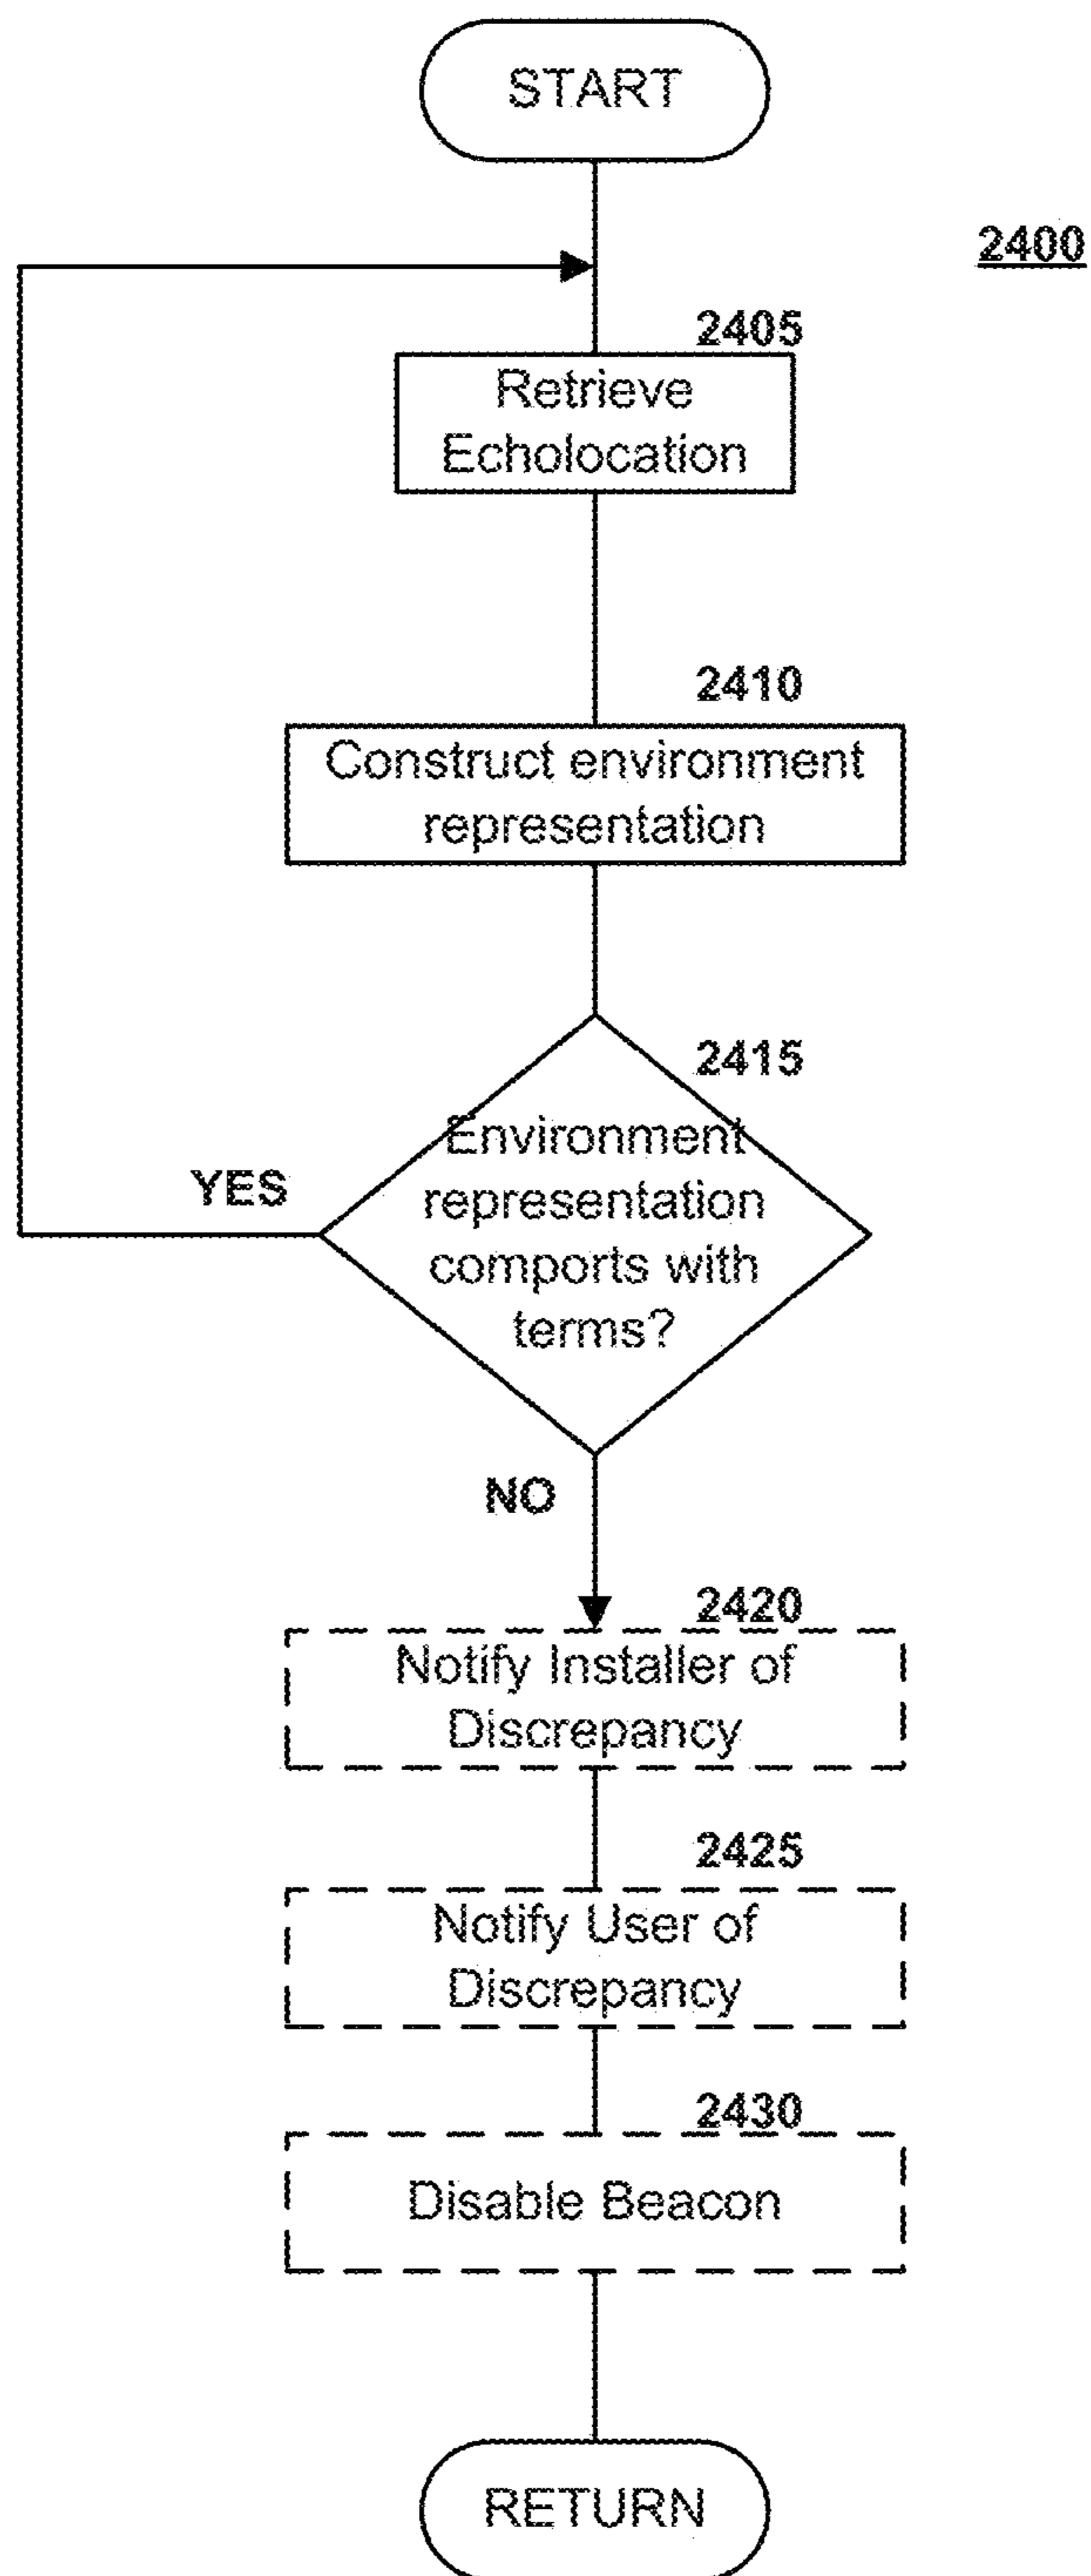 START
2400
2405
Retrieve
Echolocation
2410
Construct environment
representation
2415
Environment
representation
comports with
terms?
YES
NO
2420
Notify Installer of
Discrepancy
2425
Notify User of
Discrepancy
2430
Disable Beacon
RETURN